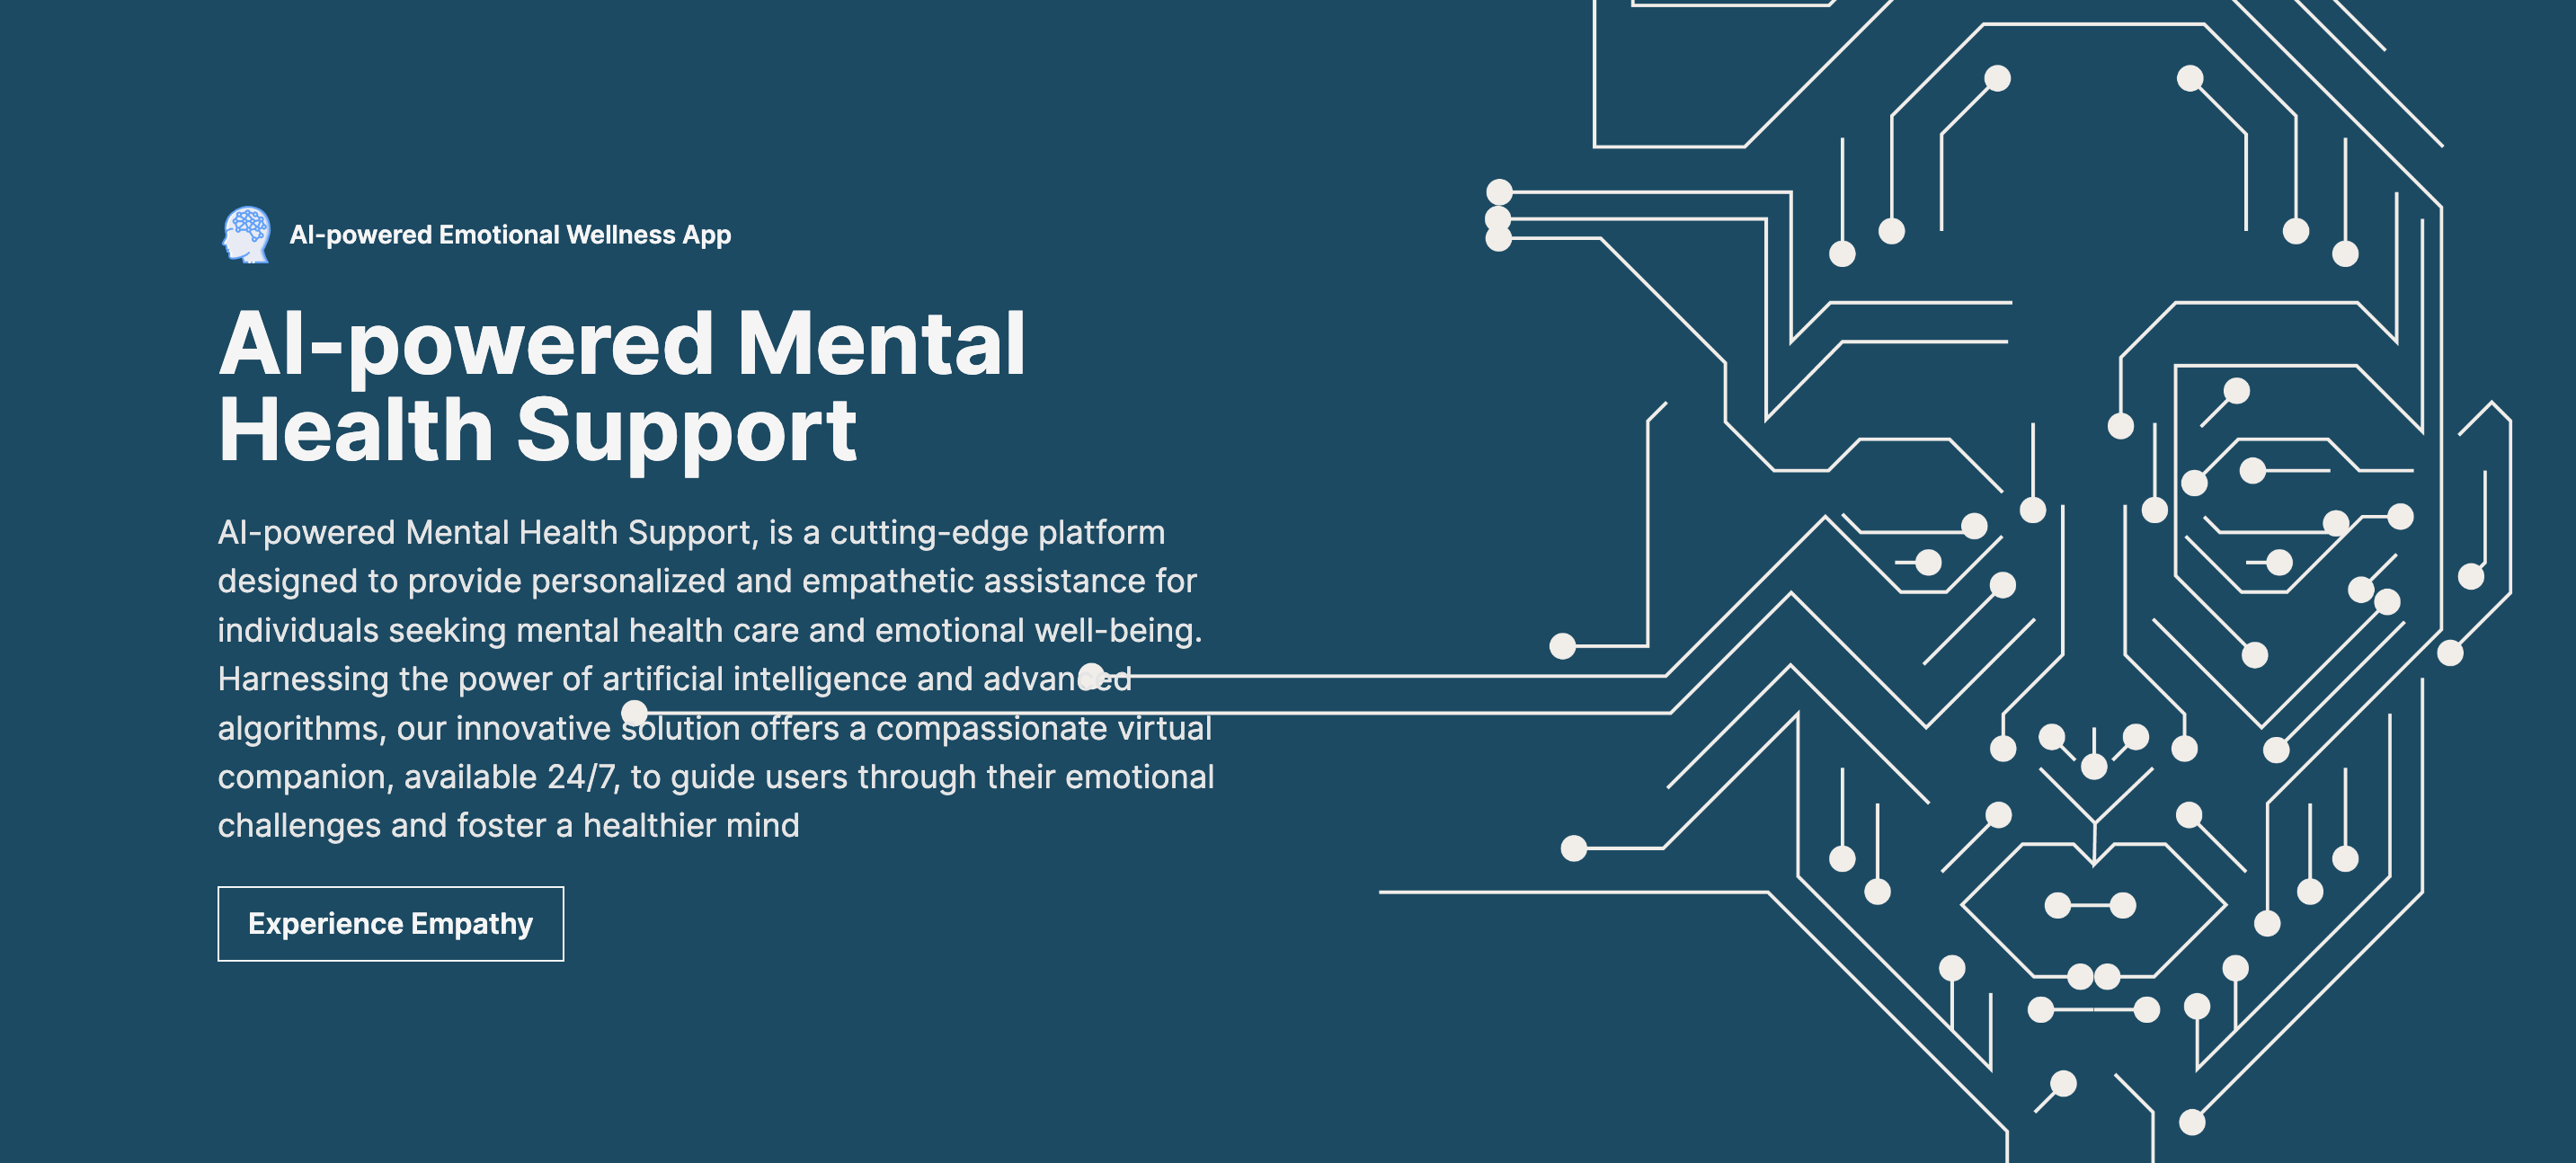 AI-powered Emotional Wellness App
AI-powered Mental
Health Support
AI-powered Mental Health Support, is a cutting-edge platform
designed to provide personalized and empathetic assistance for
individuals seeking mental health care and emotional well-being.
Harnessing the power of artificial intelligence and advanced
algorithms, our innovative solution offers a compassionate virtual
companion, available 24/7, to guide users through their emotional
challenges and foster a healthier mind
Experience Empathy